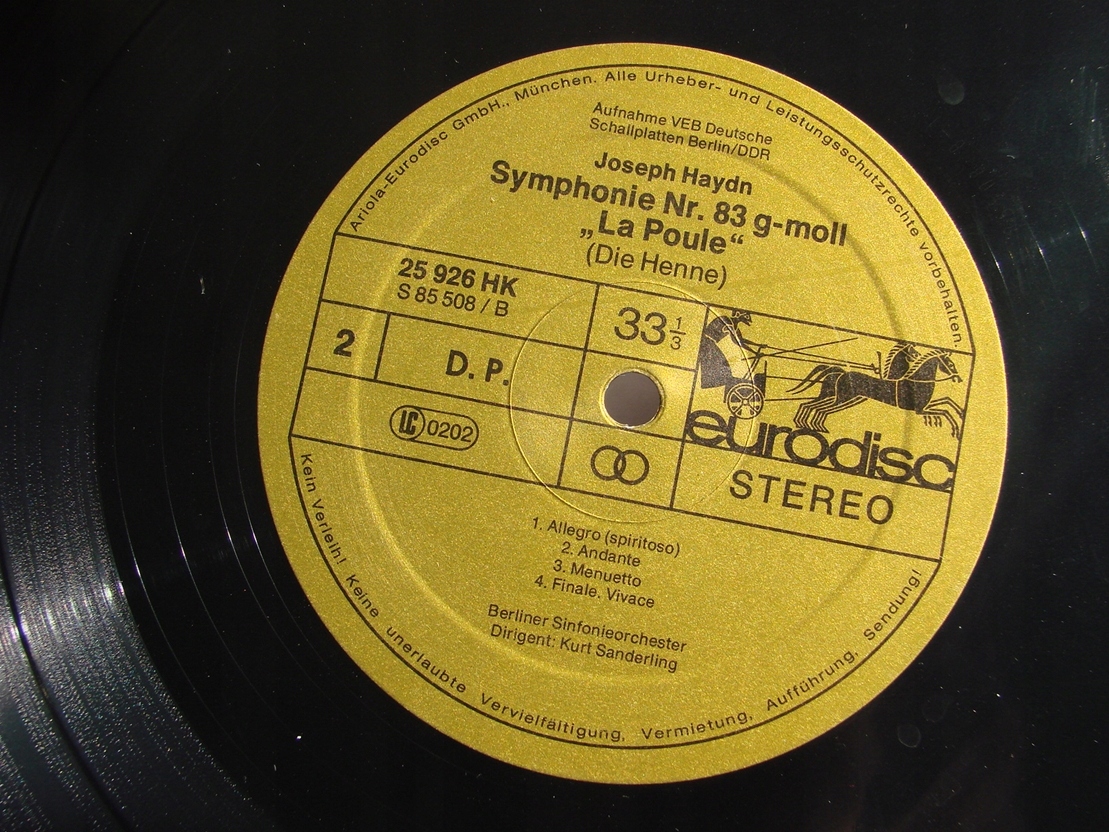 Ariola-Eurodisc GmbH., München. Alle Urheber- und Leistungsschutzrechte vorbehalten.
Aufnahme VEB Deutsche
Schallplatten Berlin/DDR
Joseph Haydn
Symphonie Nr. 83 g-moll
„La Poule“
(Die Henne)
25 926 HK
S 85 508 / B
33 1/3
2
D. P.
LC 0202
eurodisc
STEREO
1. Allegro (spiritoso)
2. Andante
3. Menuetto
4. Finale. Vivace
Berliner Sinfonieorchester
Dirigent: Kurt Sanderling
Kein Verleih! Keine unerlaubte Vervielfältigung, Vermietung, Aufführung, Sendung!